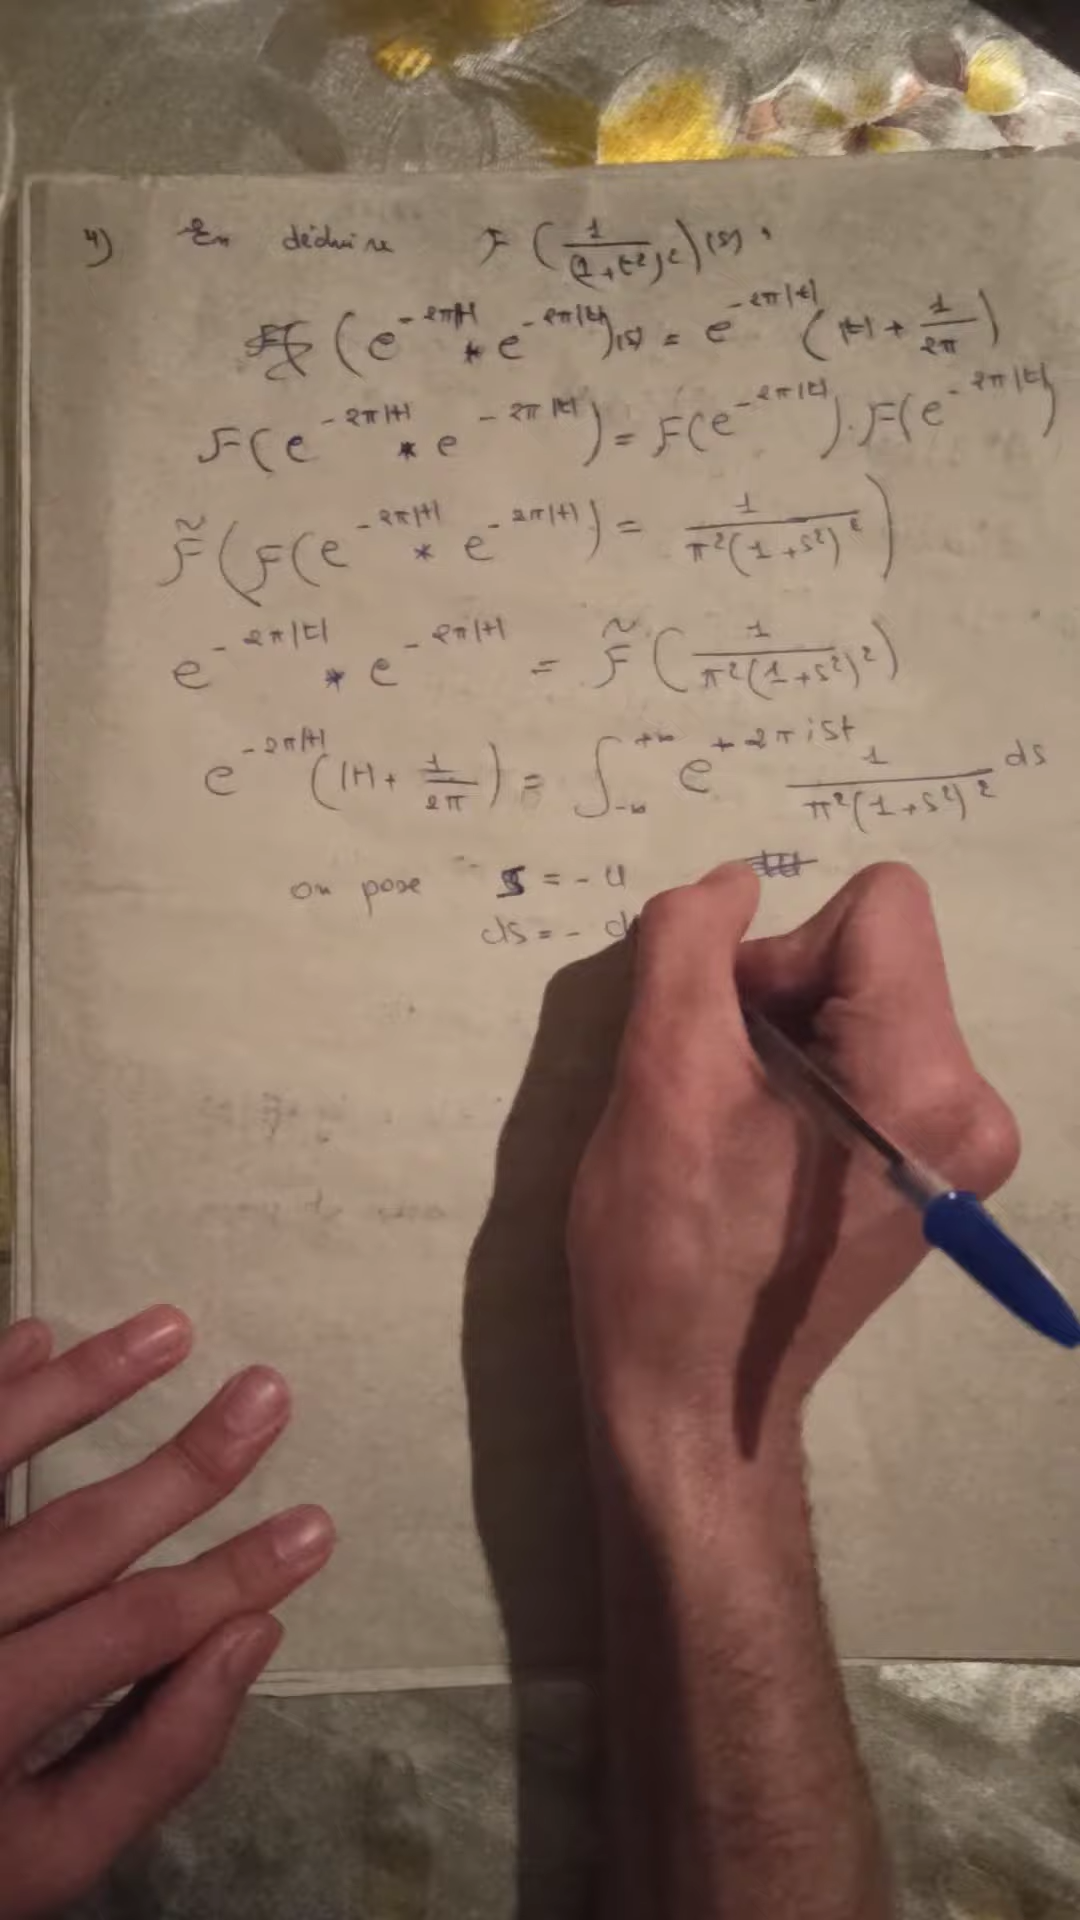 4) En déduire F(1/(1+t²)²)(s).
(e^{-2π|t|} * e^{-2π|t|})(s) = e^{-2π|t|}(|t| + 1/2π)
F(e^{-2π|t|} * e^{-2π|t|}) = F(e^{-2π|t|}).F(e^{-2π|t|})
F̃(F(e^{-2π|t|} * e^{-2π|t|}) = 1/π²(1+s²)²)
e^{-2π|t|} * e^{-2π|t|} = F̃(1/π²(1+s²)²)
e^{-2π|t|}(|t| + 1/2π) = ∫_{-∞}^{+∞} e^{+2πist} 1/π²(1+s²)² ds
on pose s = -u
ds = - d